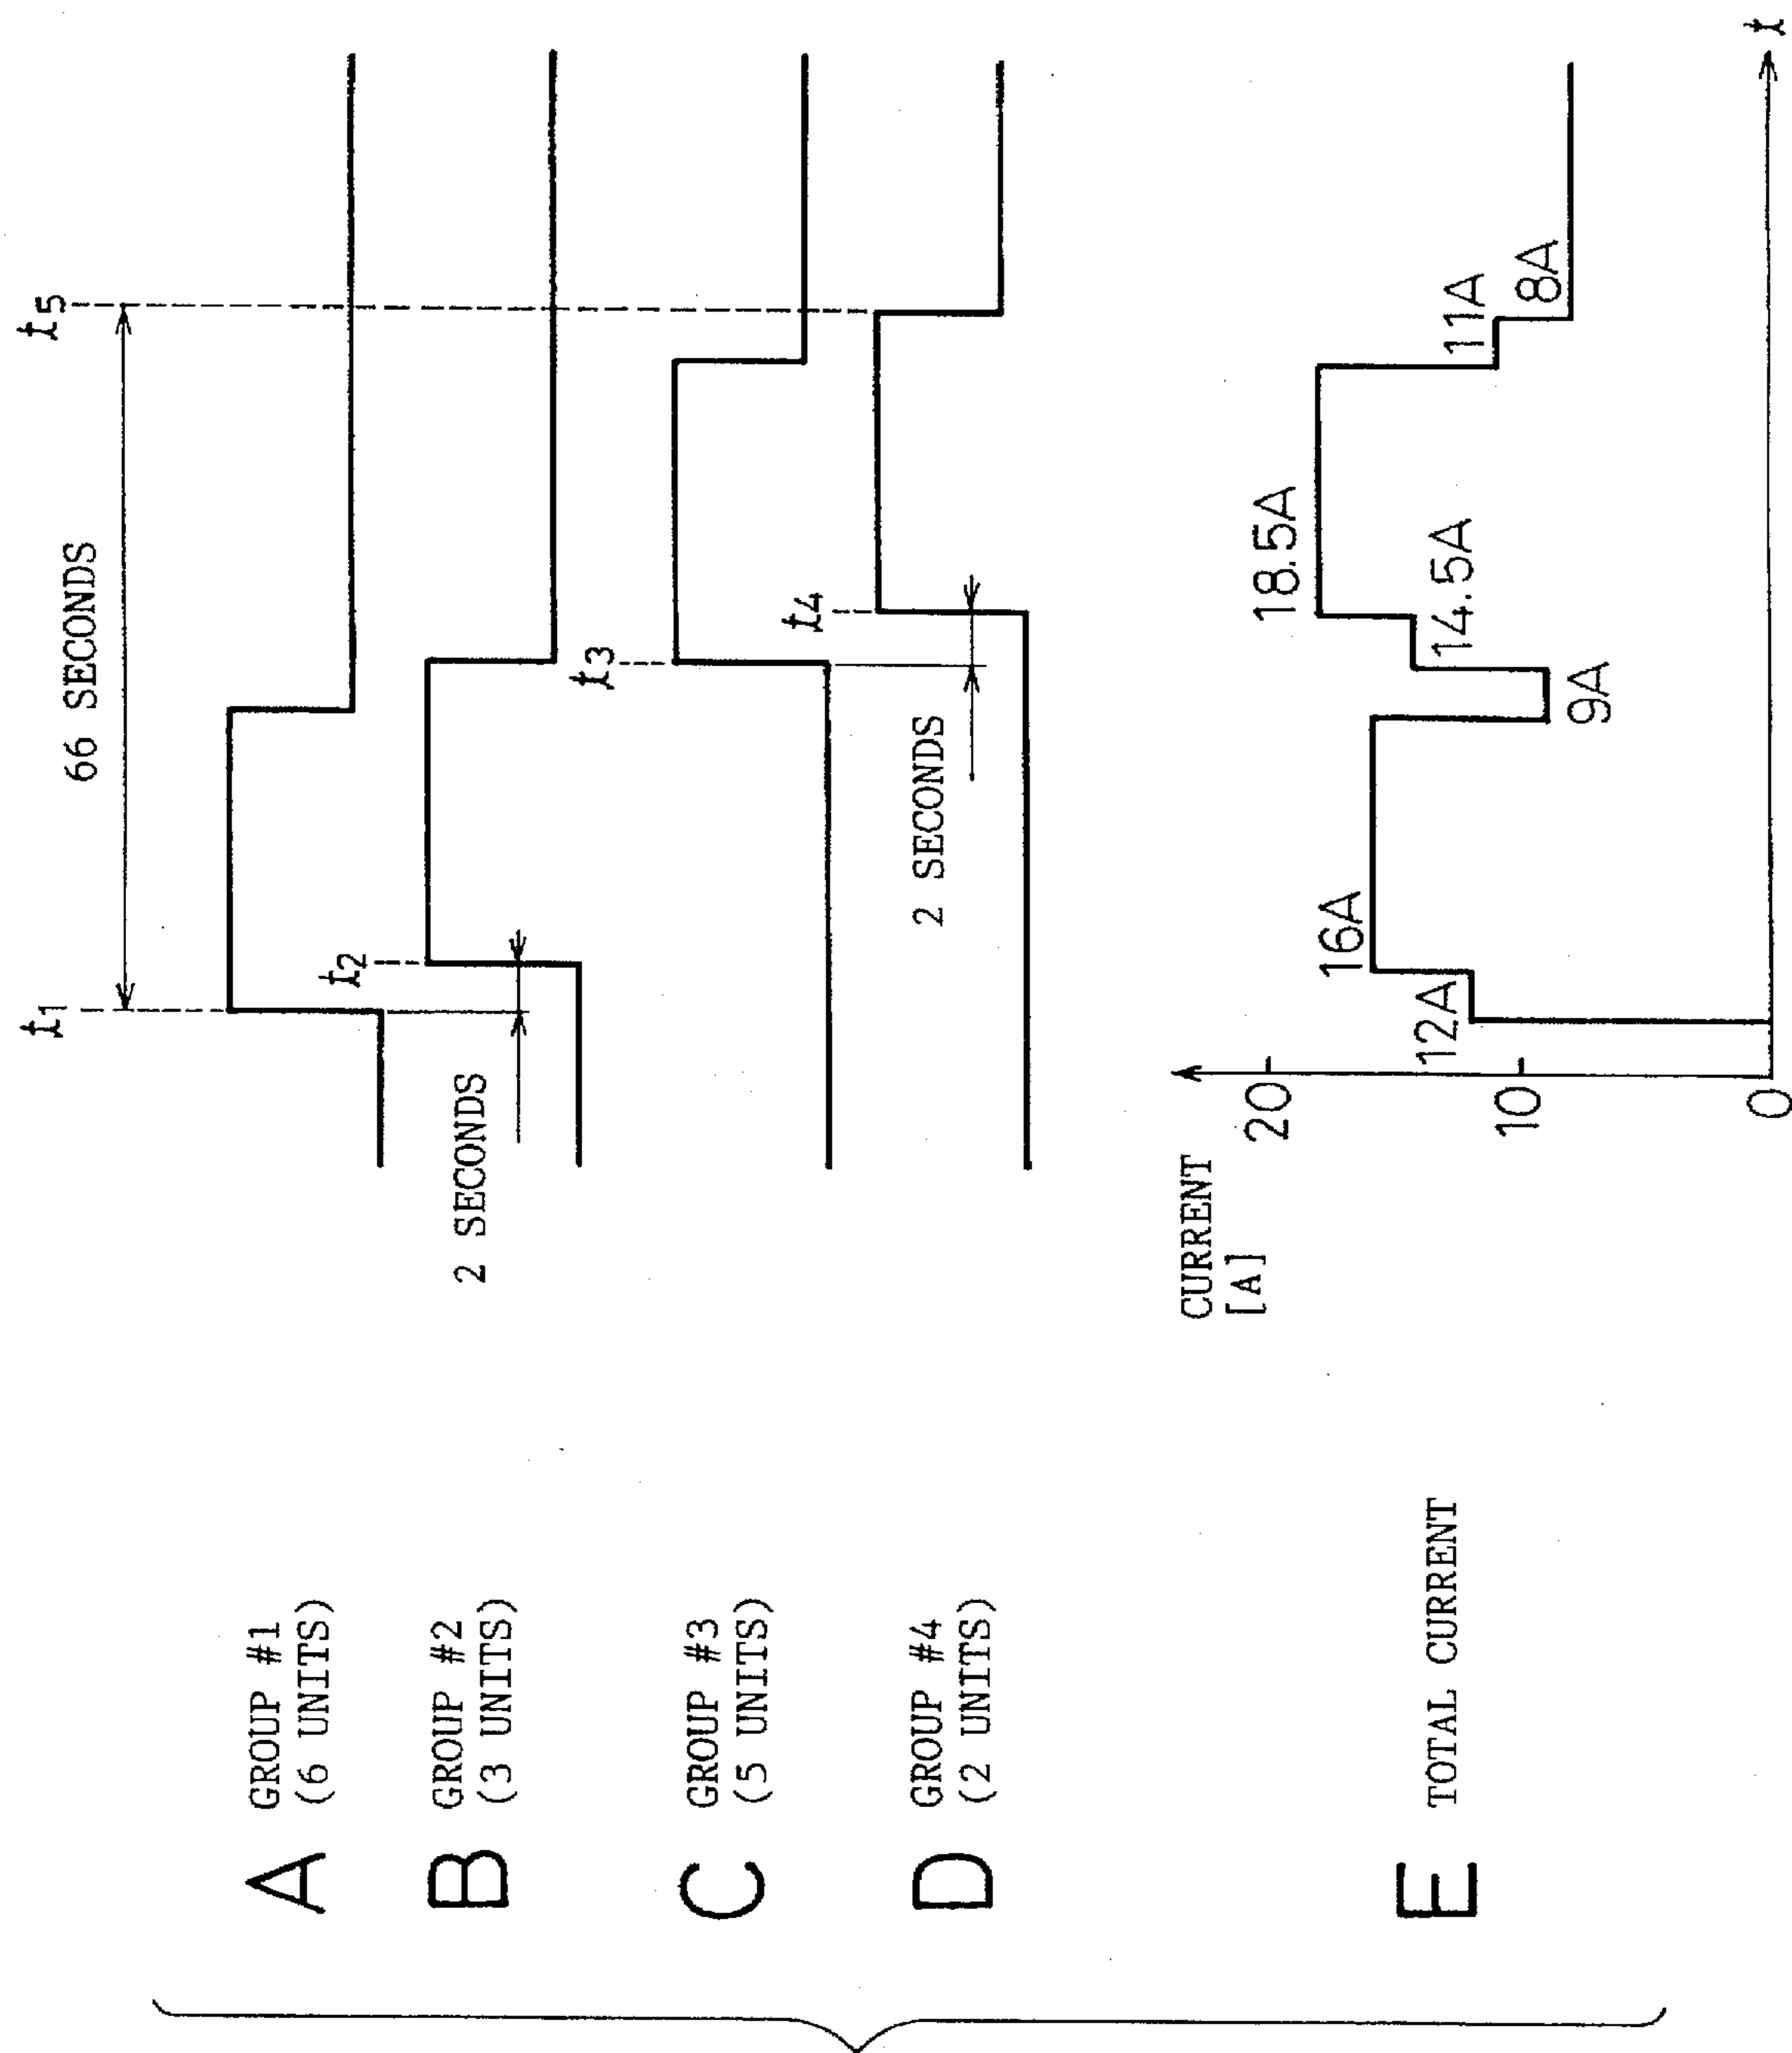 A GROUP #1
(6 UNITS)
B GROUP #2
(3 UNITS)
C GROUP #3
(5 UNITS)
D GROUP #4
(2 UNITS)
E TOTAL CURRENT
t1
66 SECONDS
t5
t2
2 SECONDS
t3
t4
2 SECONDS
CURRENT
[A]
20
10
0
12A
16A
9A
14.5A
18.5A
11A
8A
t